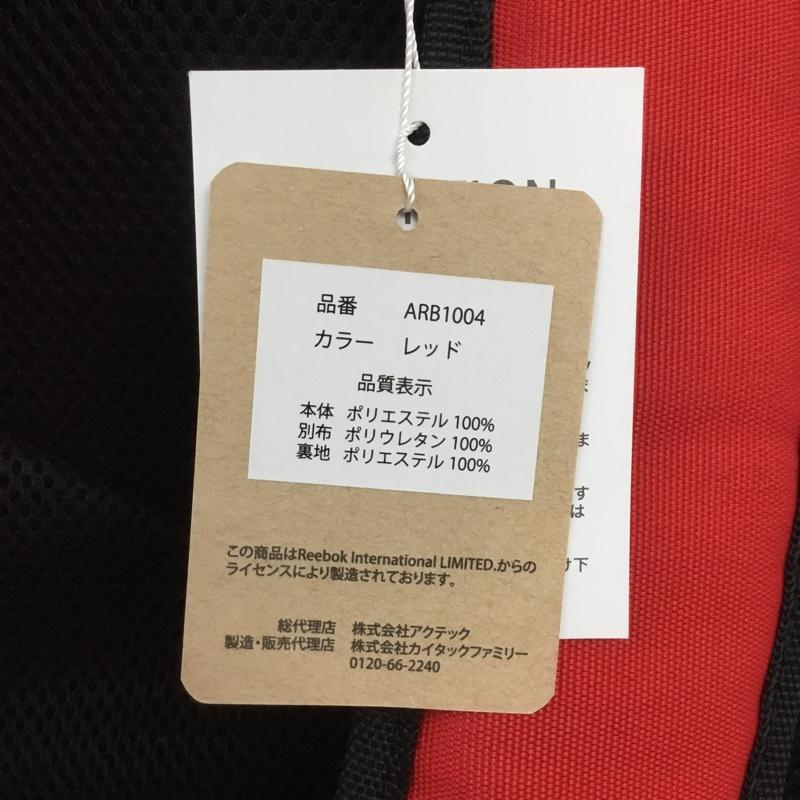 品番 ARB1004
カラー レッド
品質表示
本体 ポリエステル 100%
別布 ポリウレタン 100%
裏地 ポリエステル 100%
この商品はReebok International LIMITED.からの
ライセンスにより製造されております。
総代理店 株式会社アクテック
製造・販売代理店 株式会社カイタックファミリー
0120-66-2240
ま
す
は
け下